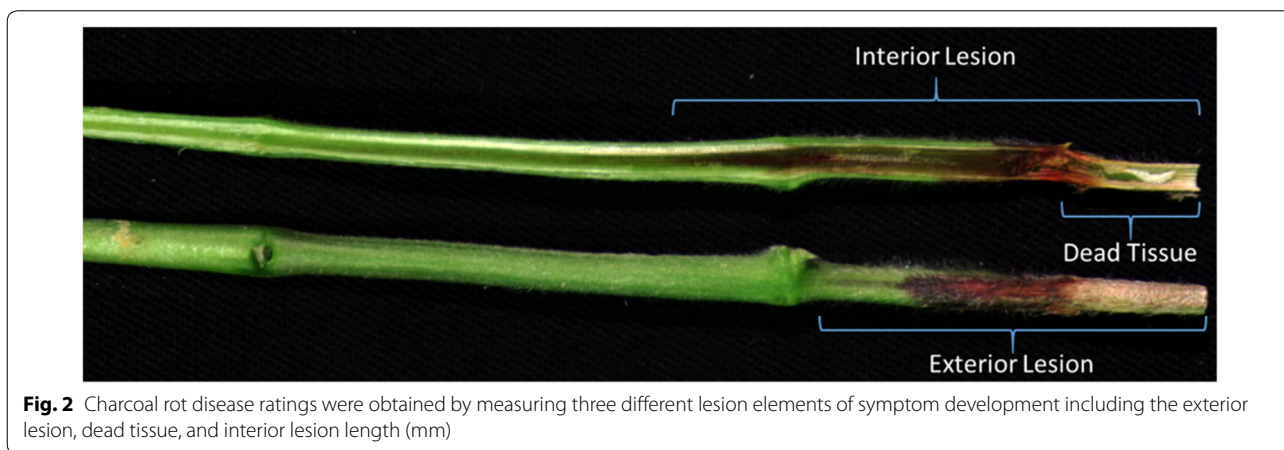 Interior Lesion
Dead Tissue
Exterior Lesion
Fig. 2 Charcoal rot disease ratings were obtained by measuring three different lesion elements of symptom development including the exterior
lesion, dead tissue, and interior lesion length (mm)